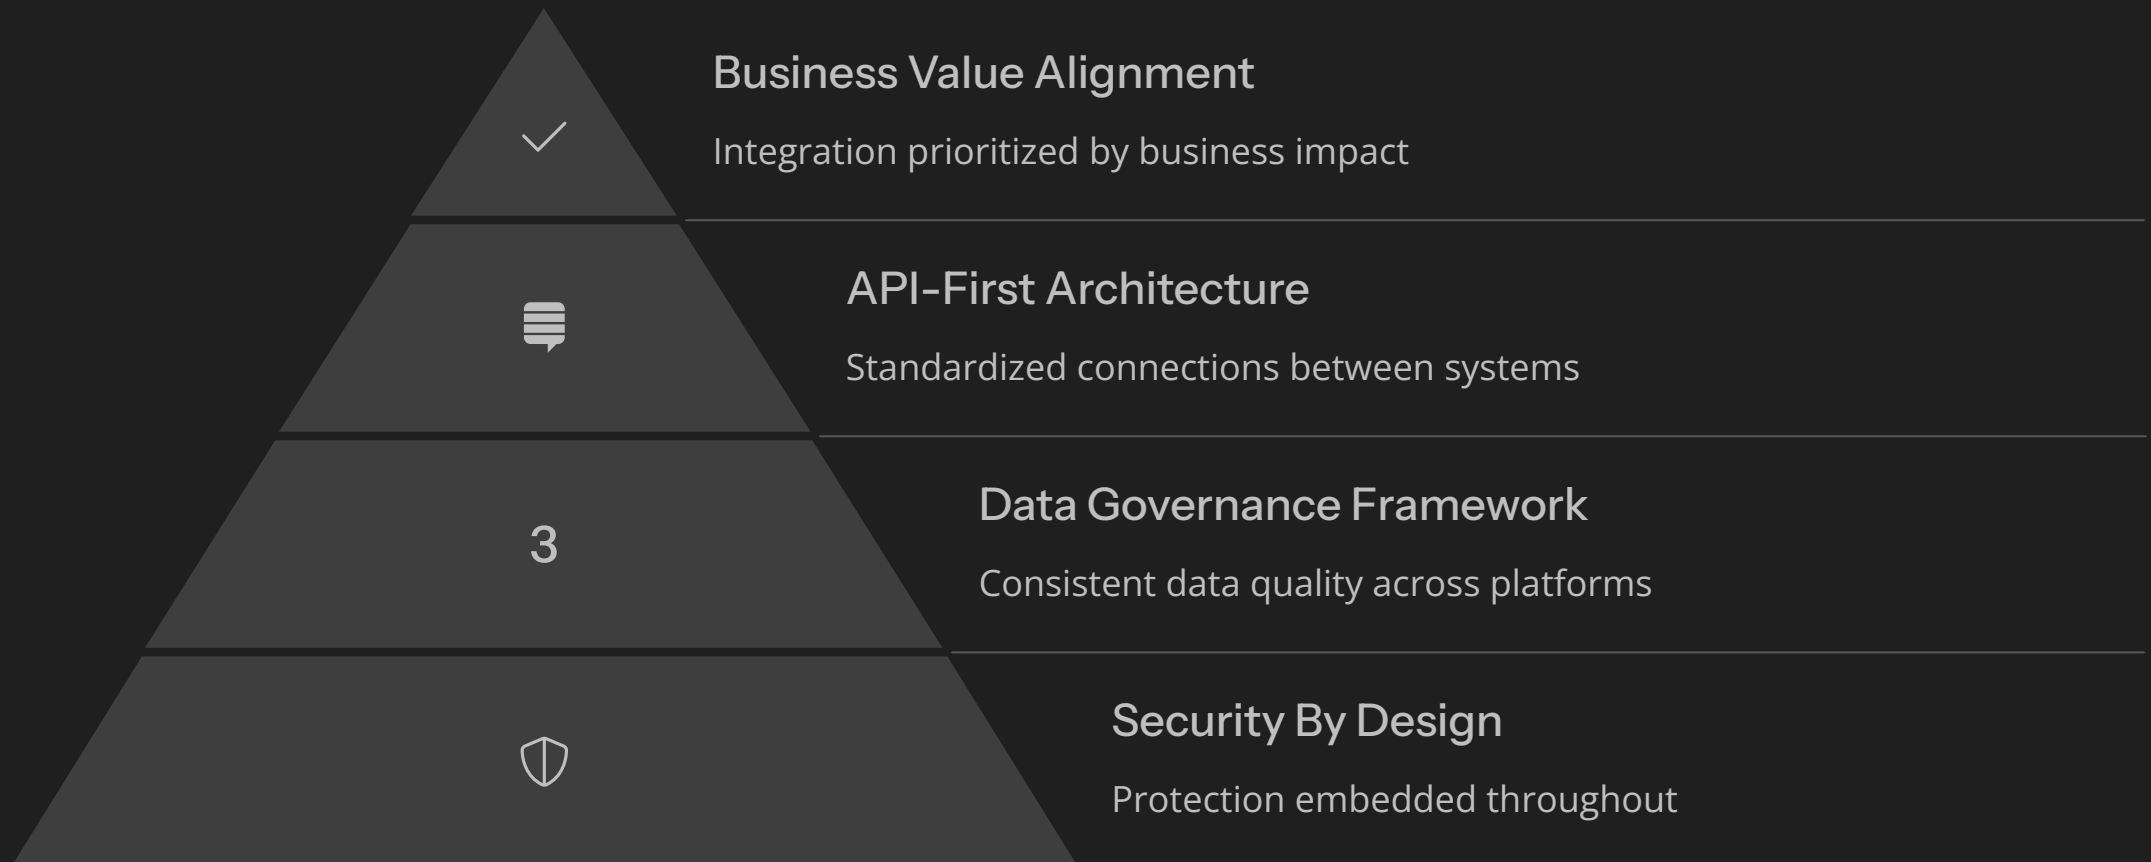 Business Value Alignment
Integration prioritized by business impact
API-First Architecture
Standardized connections between systems
3
Data Governance Framework
Consistent data quality across platforms
Security By Design
Protection embedded throughout